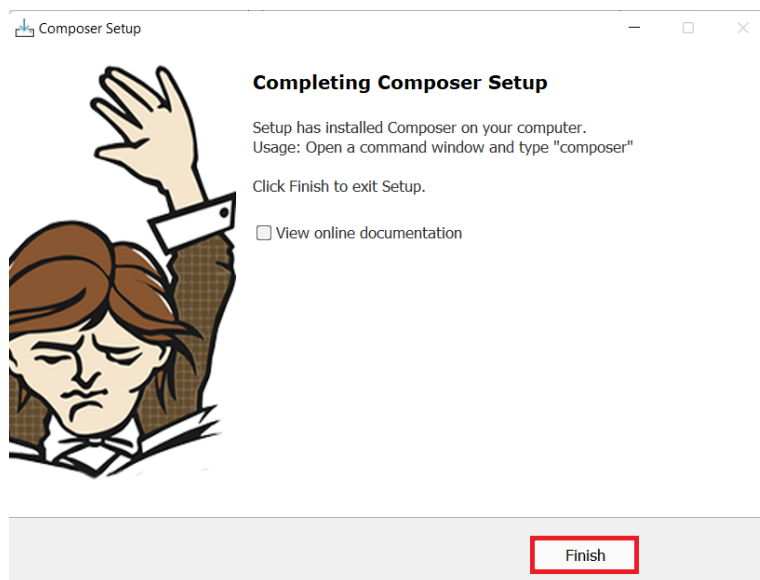 Composer Setup
Completing Composer Setup
Setup has installed Composer on your computer.
Usage: Open a command window and type "composer"
Click Finish to exit Setup.
View online documentation
Finish